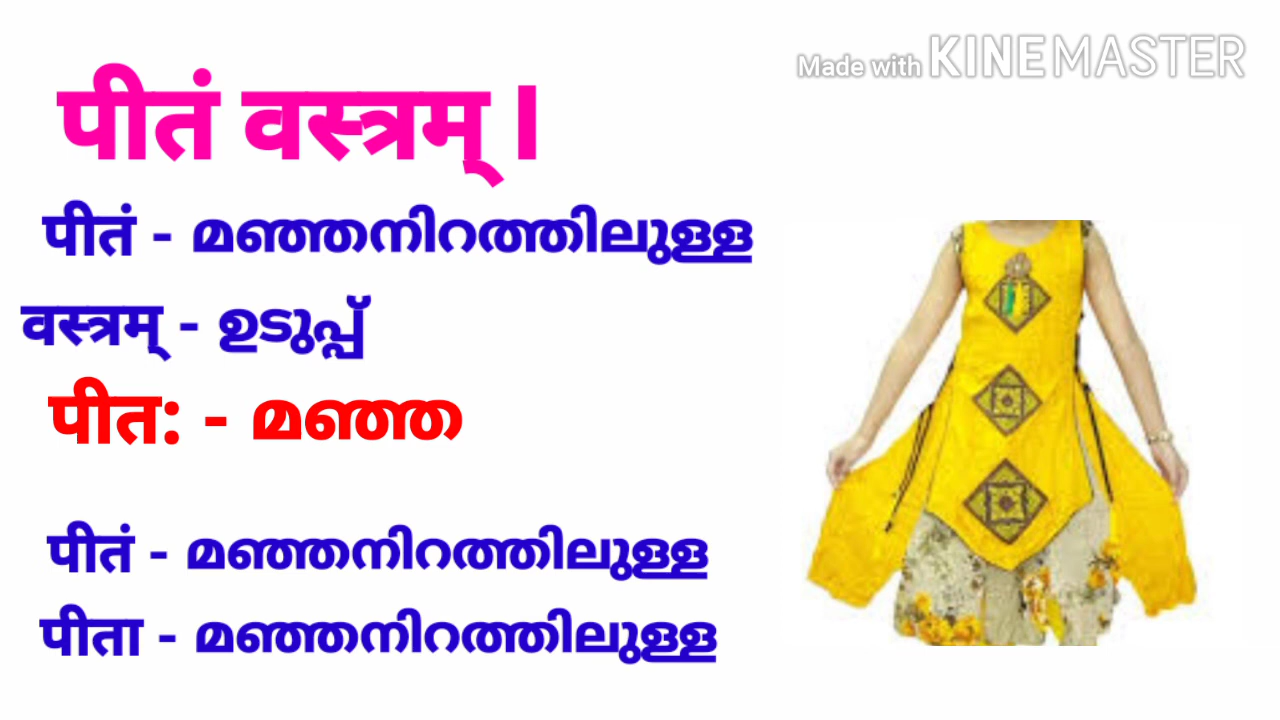 Made with KINEMASTER
पीतं वस्त्रम् ।
पीतं - മഞ്ഞനിറത്തിലുള്ള
वस्त्रम् - ഉടുപ്പ്
पीत: - മഞ്ഞ
पीतं - മഞ്ഞനിറത്തിലുള്ള
पीता - മഞ്ഞനിറത്തിലുള്ള